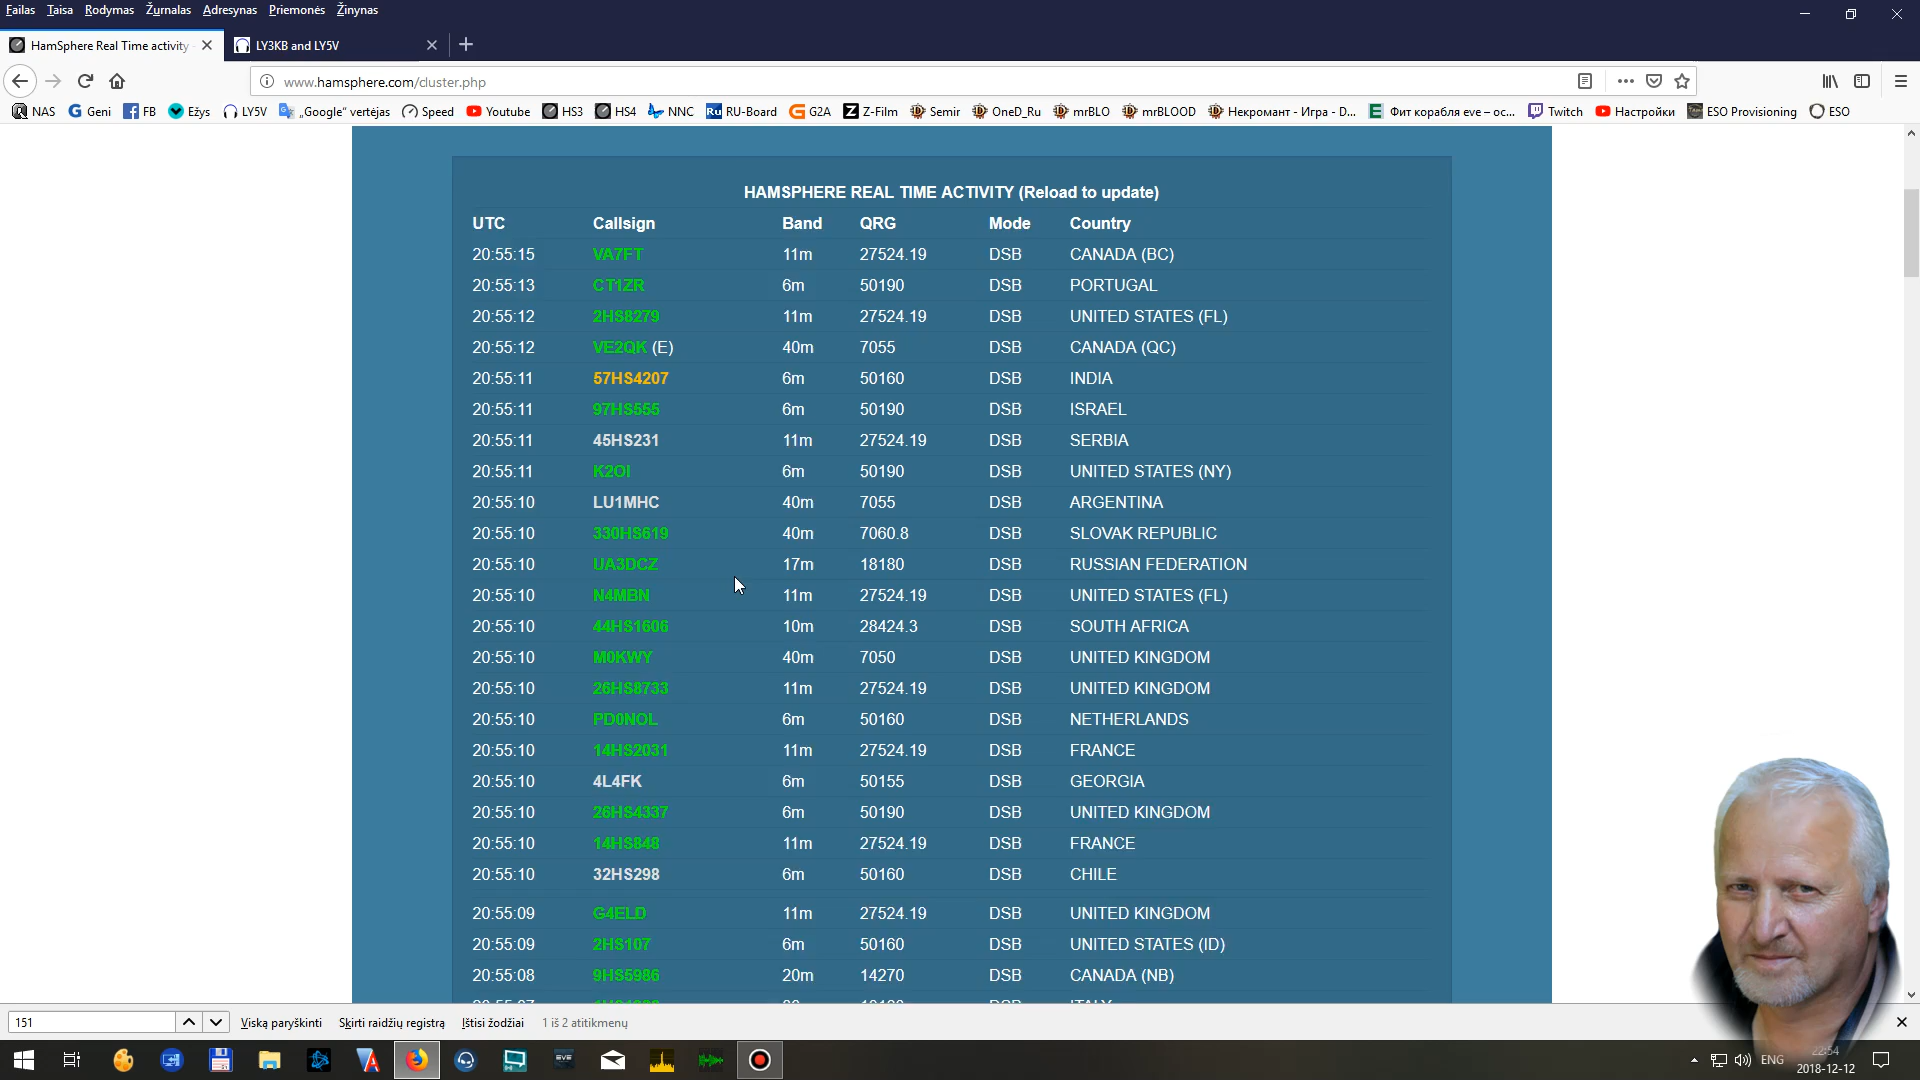 Failas Taisa Rodymas Žurnalas Adresynas Priemonės Žinynas
HamSphere Real Time activity LY3KB and LY5V
www.hamsphere.com/cluster.php
NAS Geni FB Ežys LY5V „Google“ vertėjas Speed Youtube HS3 HS4 NNC RU-Board G2A Z-Film Semir OneD_Ru mrBLO mrBLOOD Некромант - Игра - D... Фит корабля eve – ос... Twitch Настройки ESO Provisioning ESO
HAMSPHERE REAL TIME ACTIVITY (Reload to update)
UTC Callsign Band QRG Mode Country
20:55:15 VA7FT 11m 27524.19 DSB CANADA (BC)
20:55:13 CT1ZR 6m 50190 DSB PORTUGAL
20:55:12 2HS8279 11m 27524.19 DSB UNITED STATES (FL)
20:55:12 VE2QK (E) 40m 7055 DSB CANADA (QC)
20:55:11 57HS4207 6m 50160 DSB INDIA
20:55:11 97HS555 6m 50190 DSB ISRAEL
20:55:11 45HS231 11m 27524.19 DSB SERBIA
20:55:11 K2OI 6m 50190 DSB UNITED STATES (NY)
20:55:10 LU1MHC 40m 7055 DSB ARGENTINA
20:55:10 330HS619 40m 7060.8 DSB SLOVAK REPUBLIC
20:55:10 UA3DCZ 17m 18180 DSB RUSSIAN FEDERATION
20:55:10 N4MBN 11m 27524.19 DSB UNITED STATES (FL)
20:55:10 44HS1606 10m 28424.3 DSB SOUTH AFRICA
20:55:10 M0KWY 40m 7050 DSB UNITED KINGDOM
20:55:10 26HS8733 11m 27524.19 DSB UNITED KINGDOM
20:55:10 PD0NOL 6m 50160 DSB NETHERLANDS
20:55:10 14HS2031 11m 27524.19 DSB FRANCE
20:55:10 4L4FK 6m 50155 DSB GEORGIA
20:55:10 26HS4337 6m 50190 DSB UNITED KINGDOM
20:55:10 14HS848 11m 27524.19 DSB FRANCE
20:55:10 32HS298 6m 50160 DSB CHILE
20:55:09 G4ELD 11m 27524.19 DSB UNITED KINGDOM
20:55:09 2HS107 6m 50160 DSB UNITED STATES (ID)
20:55:08 9HS5986 20m 14270 DSB CANADA (NB)
151 Viską paryškinti Skirti raidžių registrą Ištisi žodžiai 1 iš 2 atitikmenų
EVE
ENG 22:54
2018-12-12